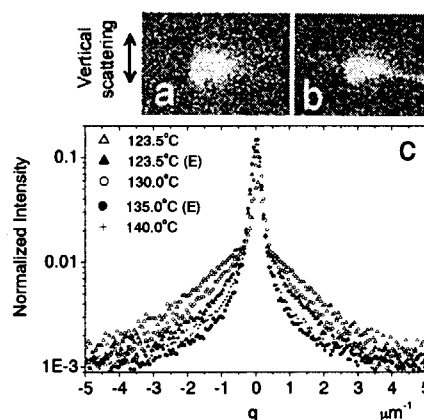 Vertical
scattering
a
b
c
△ 123.5°C
▲ 123.5°C (E)
○ 130.0°C
● 135.0°C (E)
+ 140.0°C
Normalized Intensity
0.1
0.01
1E-3
-5 -4 -3 -2 -1 0 1 2 3 4 5
q μm⁻¹